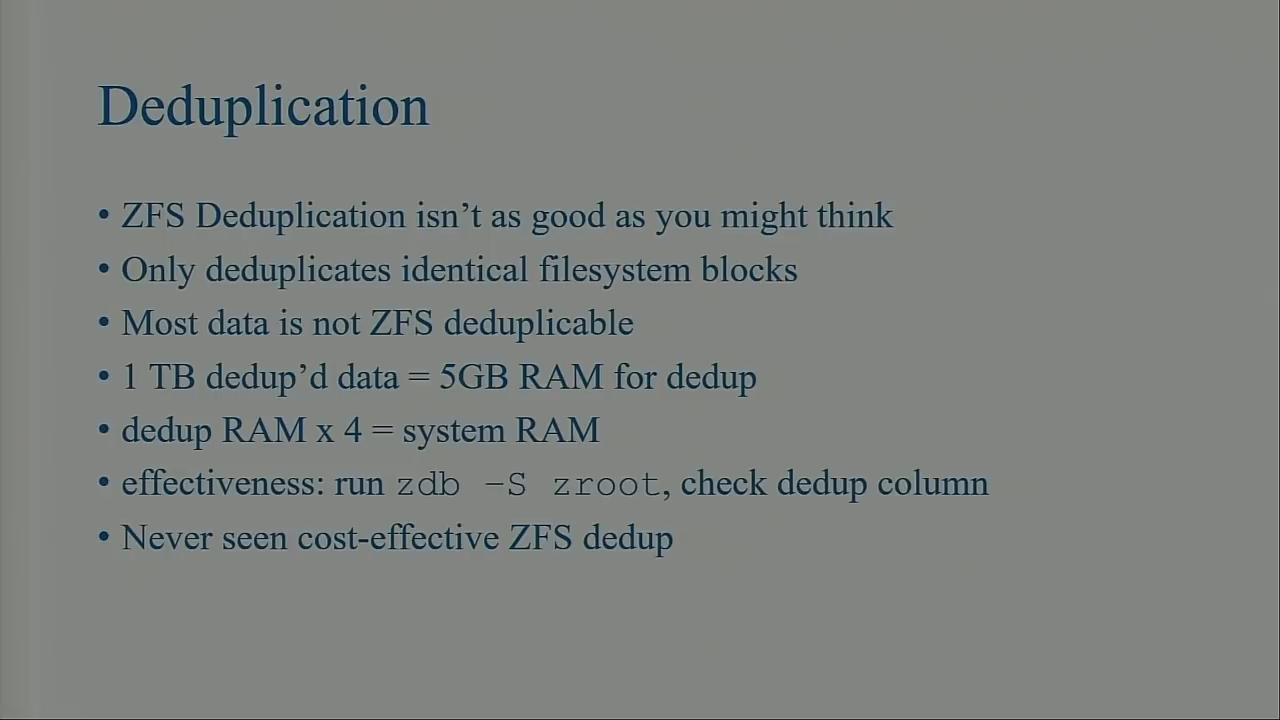 Deduplication
• ZFS Deduplication isn’t as good as you might think
• Only deduplicates identical filesystem blocks
• Most data is not ZFS deduplicable
• 1 TB dedup’d data = 5GB RAM for dedup
• dedup RAM x 4 = system RAM
• effectiveness: run zdb –S zroot, check dedup column
• Never seen cost-effective ZFS dedup